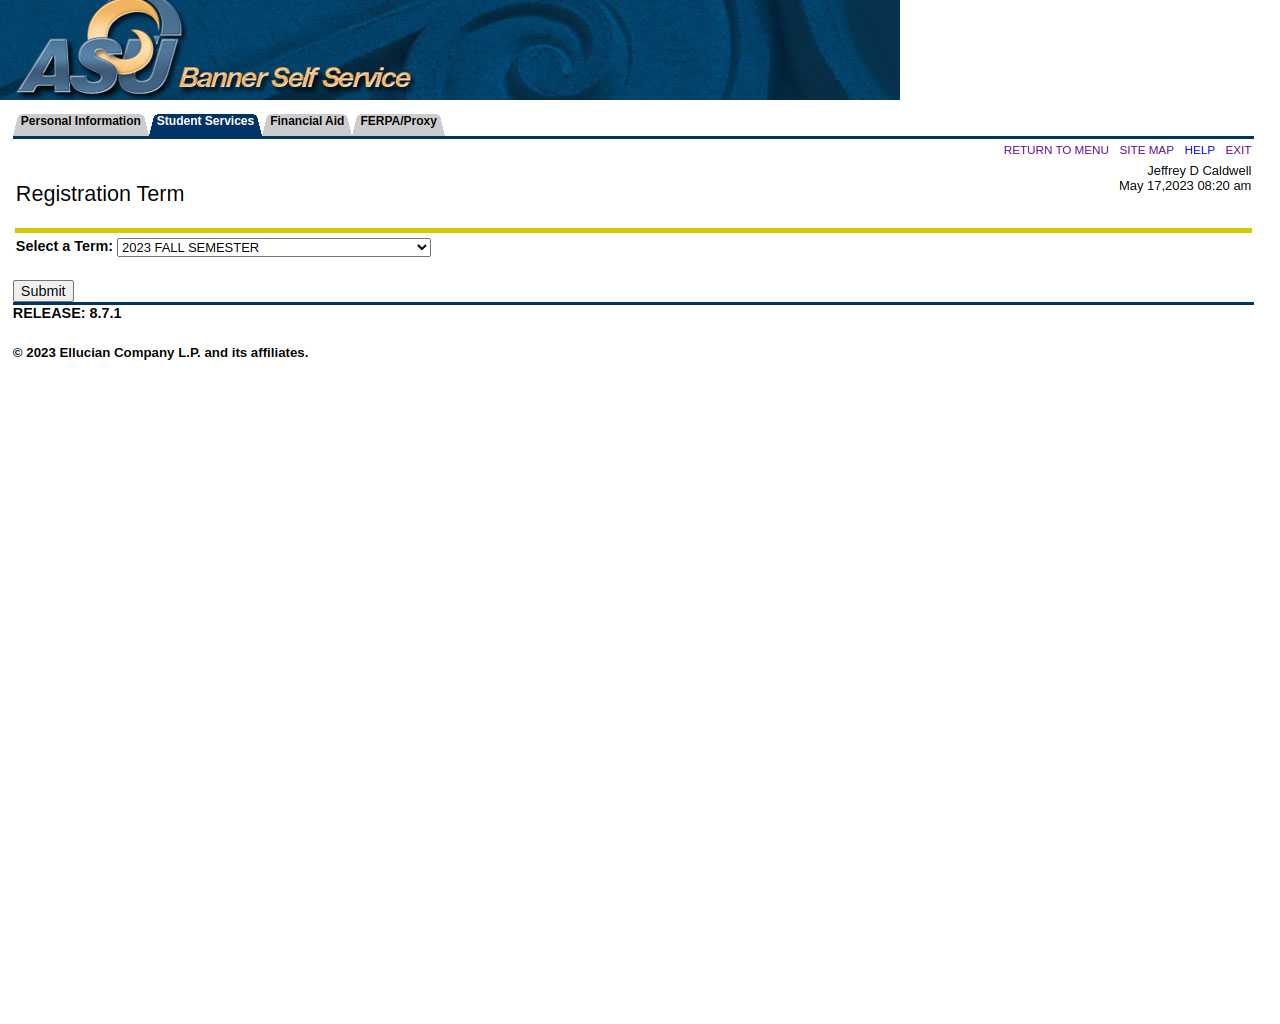 ASU Banner Self Service
Personal Information Student Services Financial Aid FERPA/Proxy
RETURN TO MENU SITE MAP HELP EXIT
Jeffrey D Caldwell
May 17,2023 08:20 am
Registration Term
Select a Term: 2023 FALL SEMESTER
Submit
RELEASE: 8.7.1
© 2023 Ellucian Company L.P. and its affiliates.